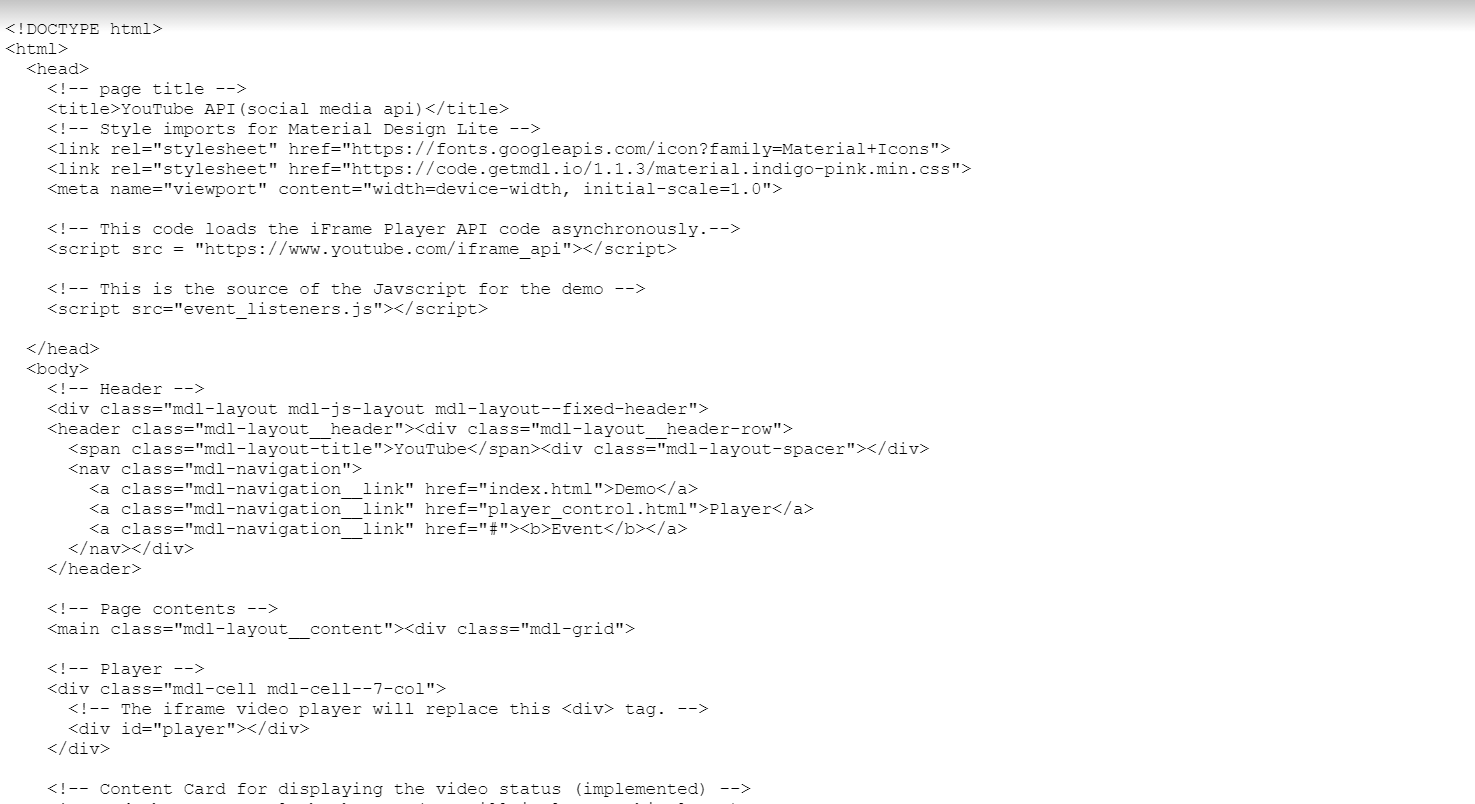 <!DOCTYPE html>
<html>
<head>
<!-- page title -->
<title>YouTube API(social media api)</title>
<!-- Style imports for Material Design Lite -->
<link rel="stylesheet" href="https://fonts.googleapis.com/icon?family=Material+Icons">
<link rel="stylesheet" href="https://code.getmdl.io/1.1.3/material.indigo-pink.min.css">
<meta name="viewport" content="width=device-width, initial-scale=1.0">
<!-- This code loads the iFrame Player API code asynchronously.-->
<script src = "https://www.youtube.com/iframe_api"></script>
<!-- This is the source of the Javscript for the demo -->
<script src="event_listeners.js"></script>
</head>
<body>
<!-- Header -->
<div class="mdl-layout mdl-js-layout mdl-layout--fixed-header">
<header class="mdl-layout__header"><div class="mdl-layout__header-row">
<span class="mdl-layout-title">YouTube</span><div class="mdl-layout-spacer"></div>
<nav class="mdl-navigation">
<a class="mdl-navigation__link" href="index.html">Demo</a>
<a class="mdl-navigation__link" href="player_control.html">Player</a>
<a class="mdl-navigation__link" href="#"><b>Event</b></a>
</nav></div>
</header>
<!-- Page contents -->
<main class="mdl-layout__content"><div class="mdl-grid">
<!-- Player -->
<div class="mdl-cell mdl-cell--7-col">
<!-- The iframe video player will replace this <div> tag. -->
<div id="player"></div>
</div>
<!-- Content Card for displaying the video status (implemented) -->